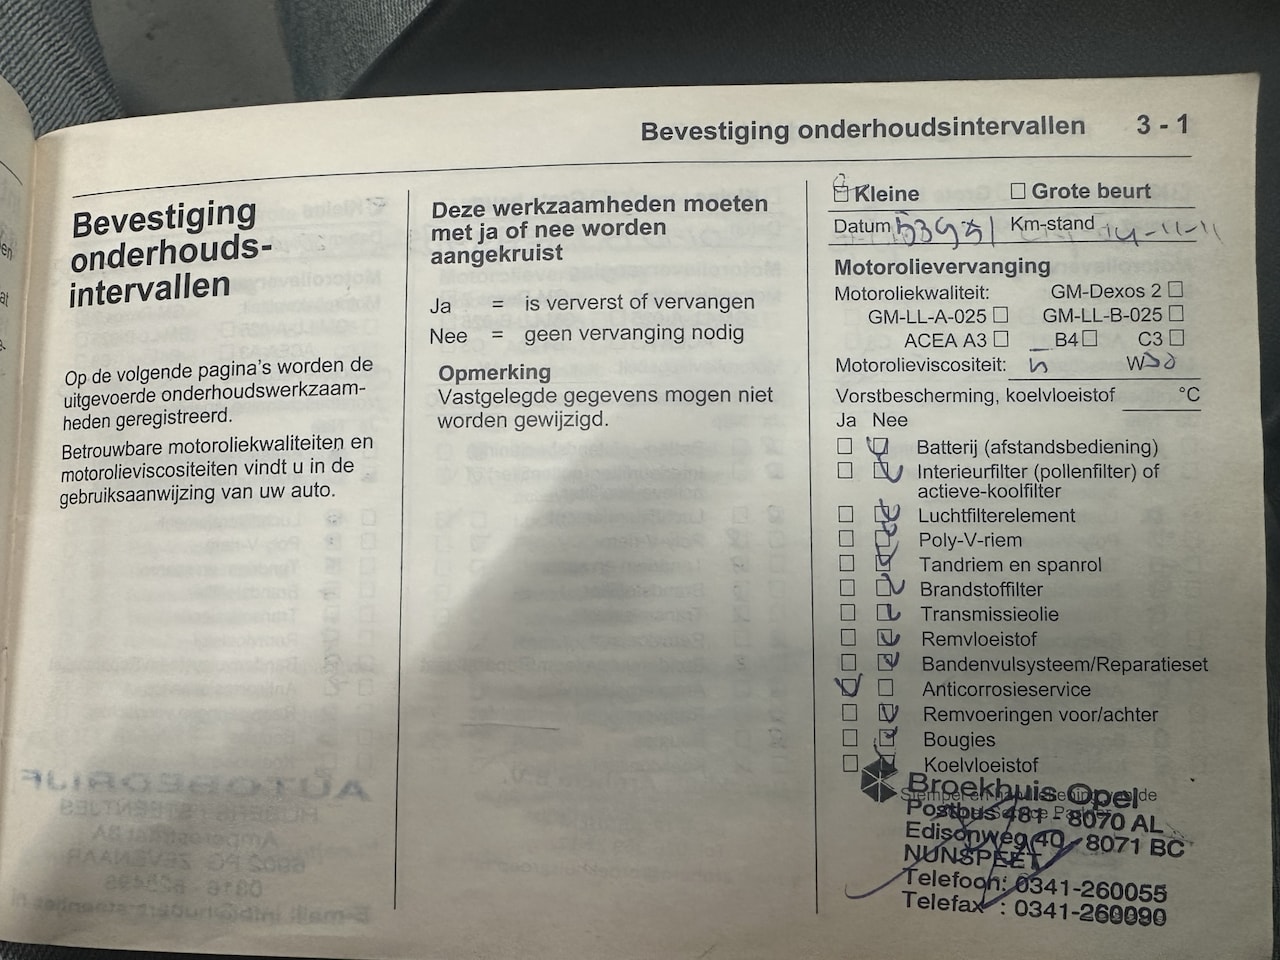 Bevestiging onderhoudsintervallen 3 - 1
Bevestiging
onderhouds-
intervallen
Op de volgende pagina's worden de
uitgevoerde onderhoudswerkzaam-
heden geregistreerd.
Betrouwbare motoroliekwaliteiten en
motorolieviscositeiten vindt u in de
gebruiksaanwijzing van uw auto.
Deze werkzaamheden moeten
met ja of nee worden
aangekruist
Ja = is ververst of vervangen
Nee = geen vervanging nodig
Opmerking
Vastgelegde gegevens mogen niet
worden gewijzigd.
Kleine Grote beurt
Datum Km-stand 14-11-11
Motorolievervanging
Motoroliekwaliteit: GM-Dexos 2
GM-LL-A-025 GM-LL-B-025
ACEA A3 B4 C3
Motorolieviscositeit: W30
Vorstbescherming, koelvloeistof °C
Ja Nee
Batterij (afstandsbediening)
Interieurfilter (pollenfilter) of
actieve-koolfilter
Luchtfilterelement
Poly-V-riem
Tandriem en spanrol
Brandstoffilter
Transmissieolie
Remvloeistof
Bandenvulsysteem/Reparatieset
Anticorrosieservice
Remvoeringen voor/achter
Bougies
Koelvloeistof
Broekhuis Opel
Postbus 481 - 8070 AL
Edisonweg 40 - 8071 BC
NUNSPEET
Telefoon: 0341-260055
Telefax : 0341-260090